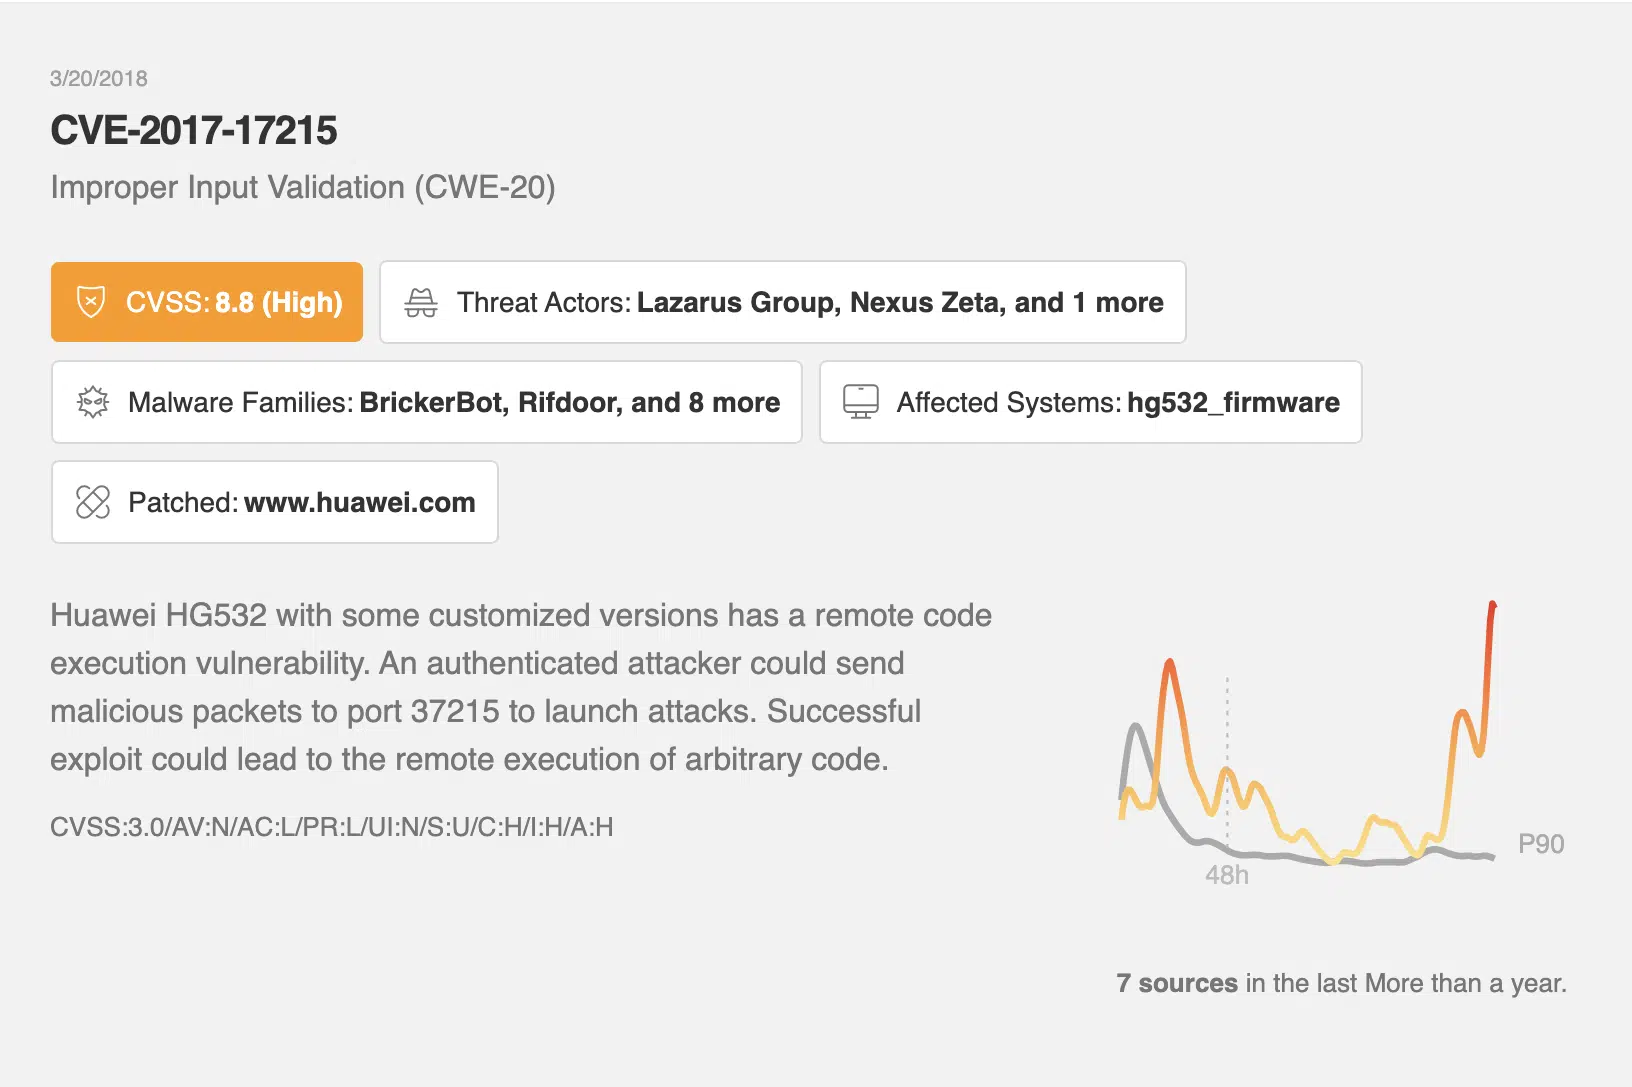 3/20/2018
CVE-2017-17215
Improper Input Validation (CWE-20)
CVSS: 8.8 (High)
Threat Actors: Lazarus Group, Nexus Zeta, and 1 more
Malware Families: BrickerBot, Rifdoor, and 8 more
Affected Systems: hg532_firmware
Patched: www.huawei.com
Huawei HG532 with some customized versions has a remote code
execution vulnerability. An authenticated attacker could send
malicious packets to port 37215 to launch attacks. Successful
exploit could lead to the remote execution of arbitrary code.
CVSS:3.0/AV:N/AC:L/PR:L/UI:N/S:U/C:H/I:H/A:H
P90
48h
7 sources in the last More than a year.